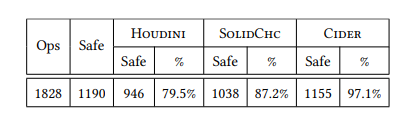 Ops Safe HOUDINI SOLIDCHC CIDER
Safe % Safe % Safe %
1828 1190 946 79.5% 1038 87.2% 1155 97.1%